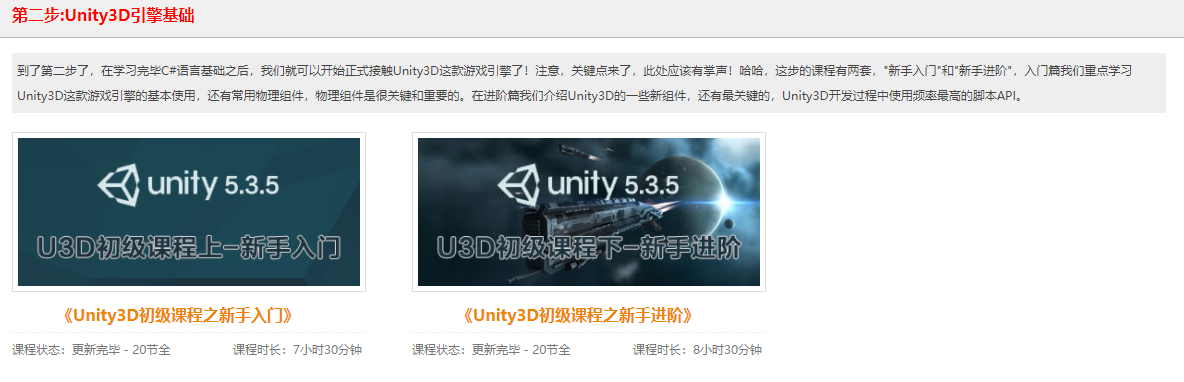 第二步:Unity3D引擎基础
到了第二步了，在学习完毕C#语言基础之后，我们就可以开始正式接触Unity3D这款游戏引擎了！注意，关键点来了，此处应该有掌声！哈哈，这步的课程有两套，"新手入门"和"新手进阶"，入门篇我们重点学习
Unity3D这款游戏引擎的基本使用，还有常用物理组件，物理组件是很关键和重要的。在进阶篇我们介绍Unity3D的一些新组件，还有最关键的，Unity3D开发过程中使用频率最高的脚本API。
unity 5.3.5
U3D初级课程上-新手入门
《Unity3D初级课程之新手入门》
课程状态：更新完毕 - 20节全
课程时长：7小时30分钟
unity 5.3.5
U3D初级课程下-新手进阶
《Unity3D初级课程之新手进阶》
课程状态：更新完毕 - 20节全
课程时长：8小时30分钟